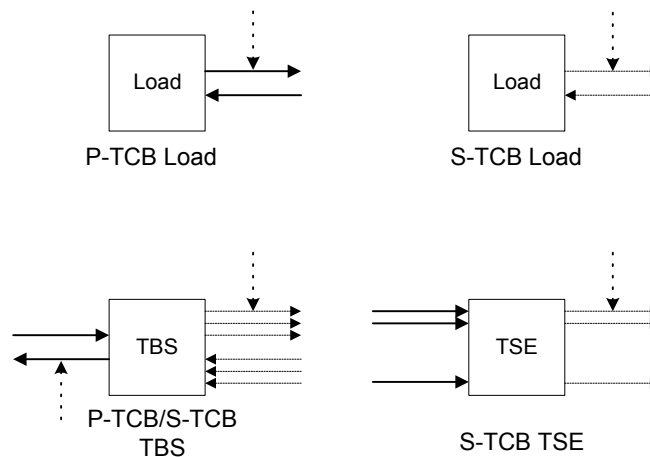 Load
P-TCB Load
Load
S-TCB Load
TBS
P-TCB/S-TCB
TBS
TSE
S-TCB TSE